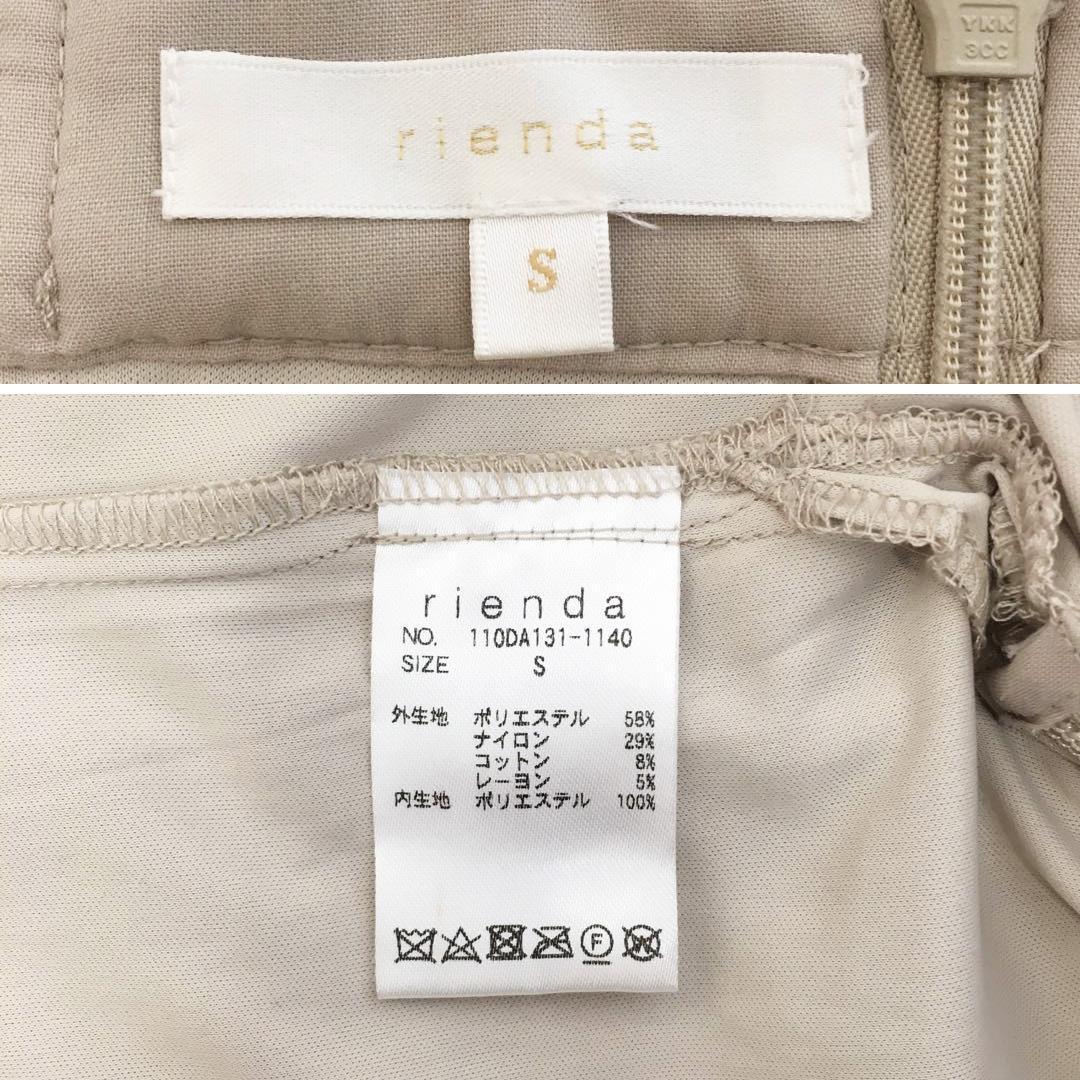 YKK
3CC
rienda
S
rienda
NO. 110DA131-1140
SIZE S
外生地 ポリエステル 58%
ナイロン 29%
コットン 8%
レーヨン 5%
内生地 ポリエステル 100%
F
W